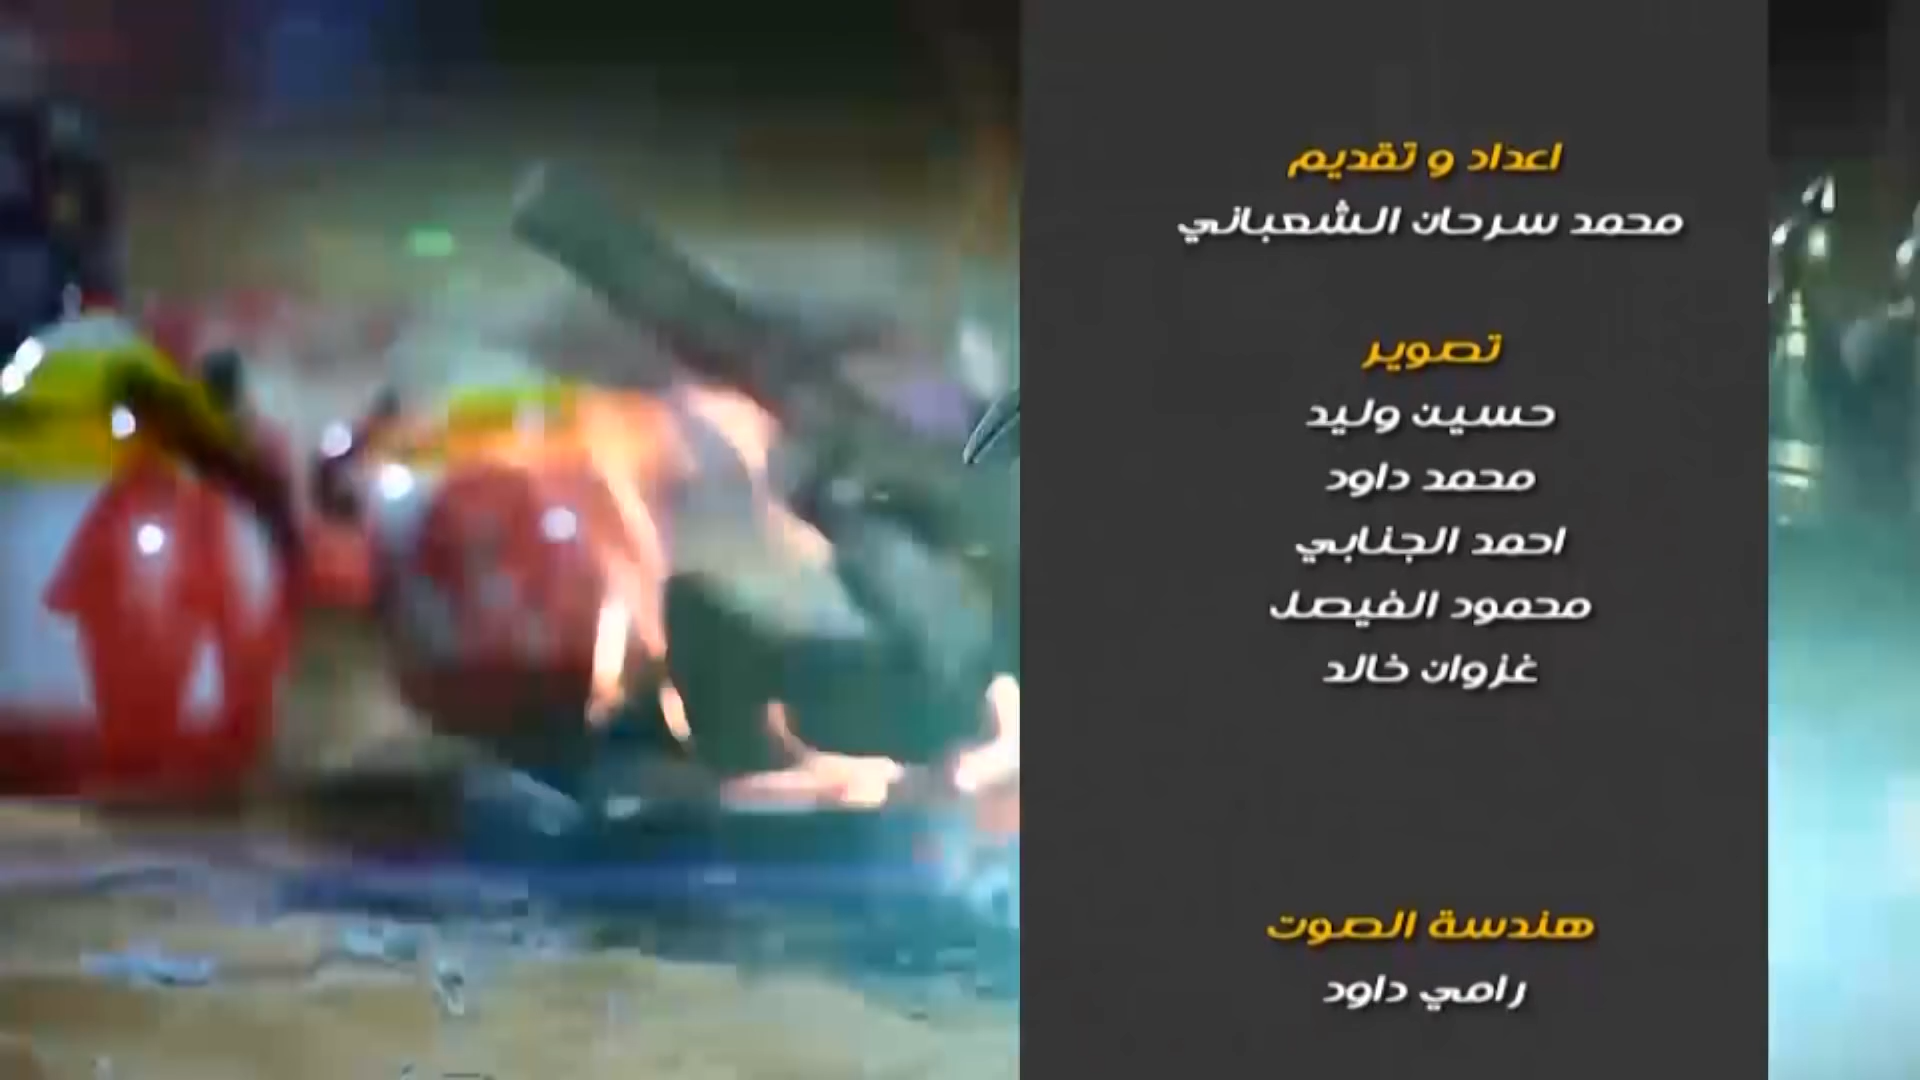 اعداد و تقديم
محمد سرحان الشعباني
تصوير
حسين وليد
محمد داود
احمد الجنابي
محمود الفيصل
غزوان خالد
هندسة الصوت
رامي داود